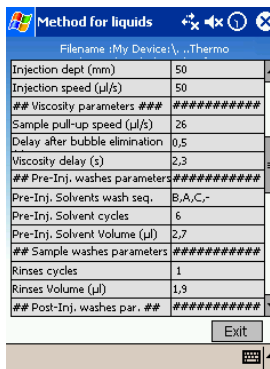 Method for liquids
Filename :My Device:\. ..Thermo
Injection dept (mm) 50
Injection speed (µl/s) 50
## Viscosity parameters ### ###########
Sample pull-up speed (µl/s) 26
Delay after bubble elimination 0,5
Viscosity delay (s) 2,3
## Pre-Inj. washes parameters ###########
Pre-Inj. Solvents wash seq. B,A,C,-
Pre-Inj. Solvent cycles 6
Pre-Inj. Solvent Volume (µl) 2,7
## Sample washes parameters ###########
Rinses cycles 1
Rinses Volume (µl) 1,9
## Post-Inj. washes par. ## ###########
Exit